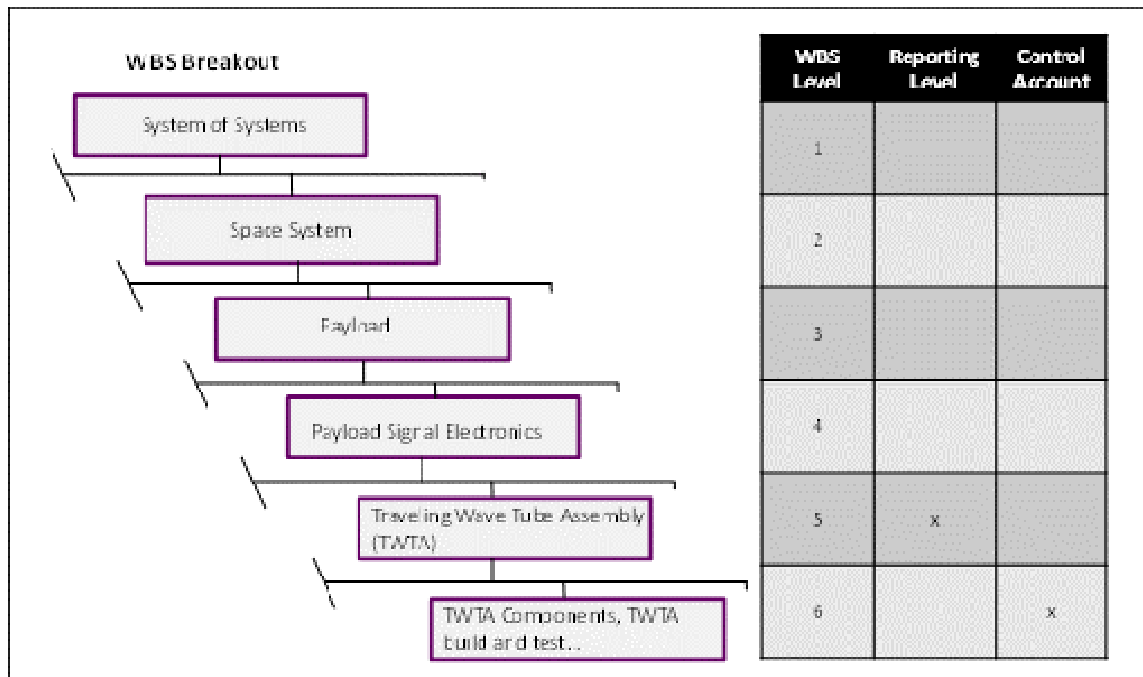 WBS Breakout
System of Systems
Space System
Payload
Payload Signal Electronics
Traveling Wave Tube Assembly
(TWTA)
TWTA Components, TWTA
build and test...
WBS
Level
Reporting
Level
Control
Account
1
2
3
4
5 x
6 x